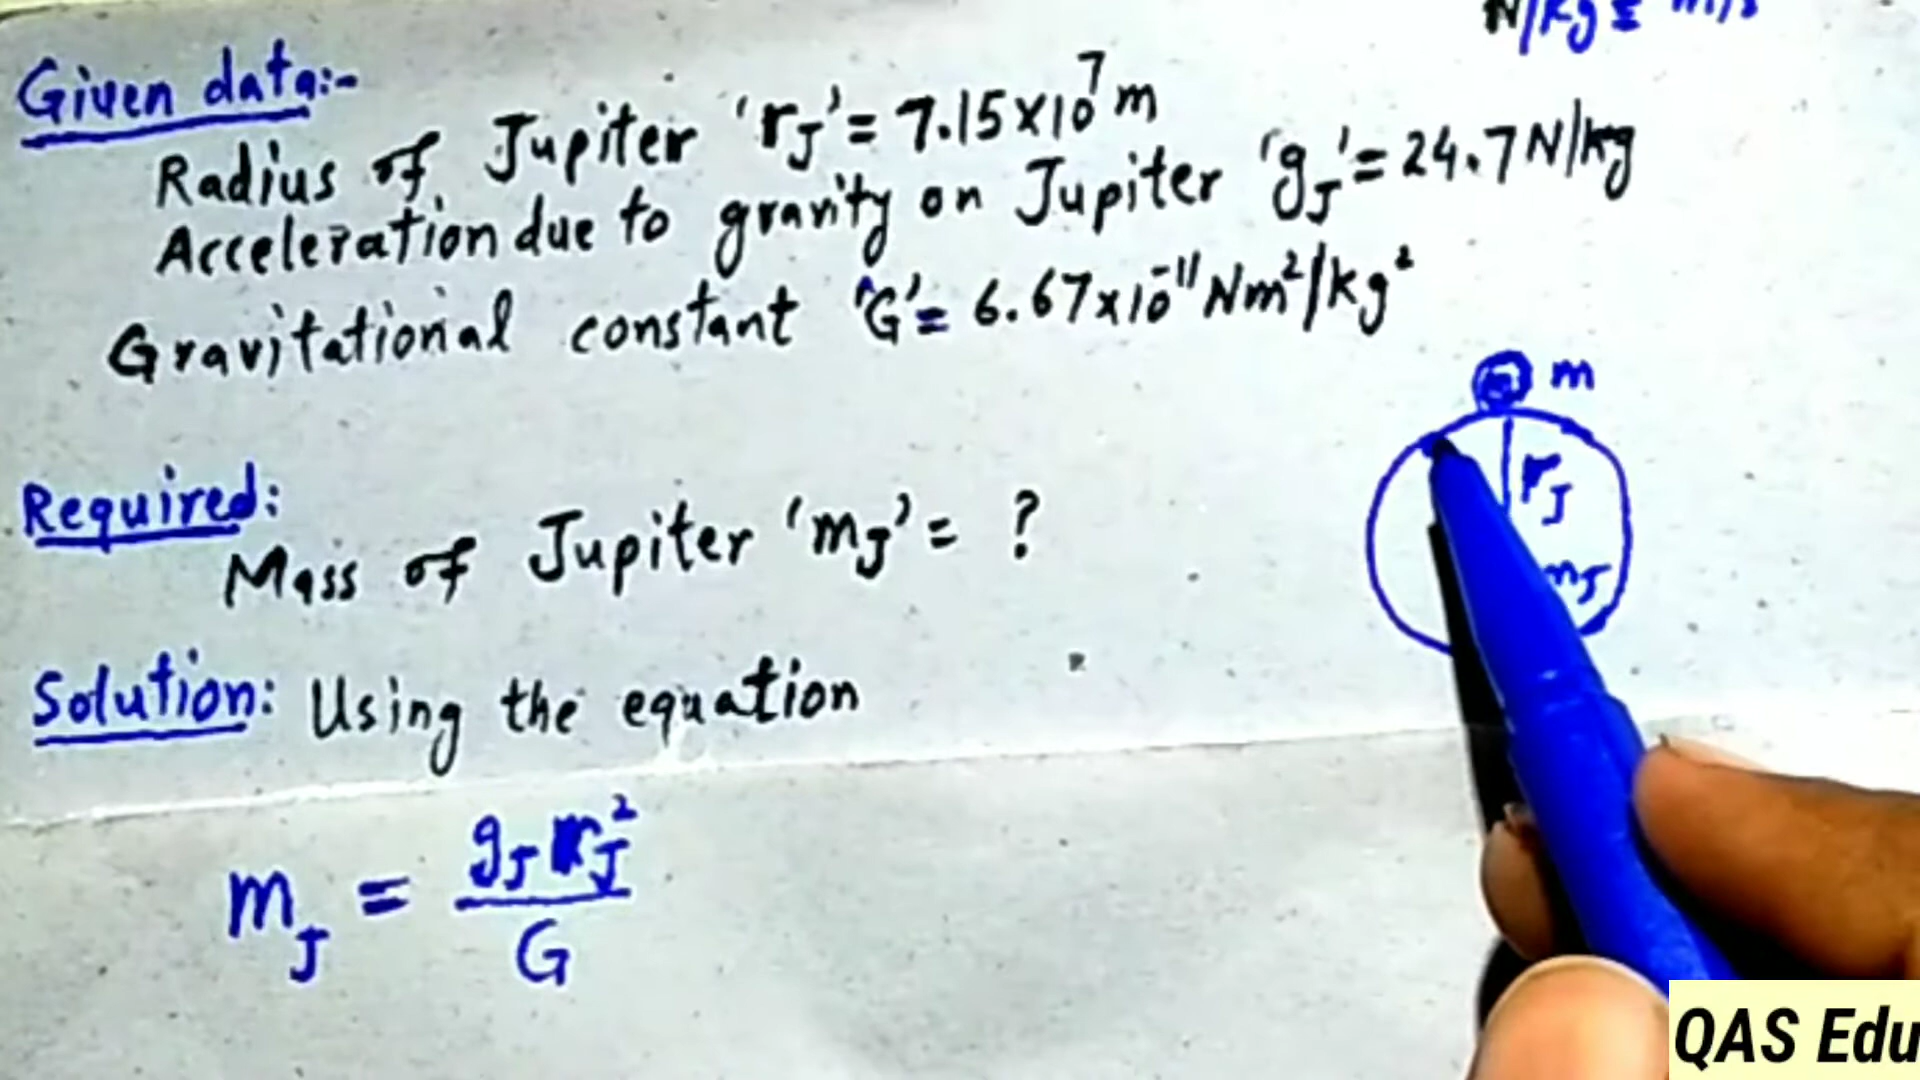 N/kg = m/s
Given data:-
Radius of Jupiter 'rJ' = 7.15×10⁷ m
Acceleration due to gravity on Jupiter 'gJ' = 24.7 N/kg
Gravitational constant 'G' = 6.67×10⁻¹¹ Nm²/kg²
m
rJ
mJ
Required:
Mass of Jupiter 'mJ' = ?
Solution: Using the equation
mJ = gJ rJ² / G
QAS Edu